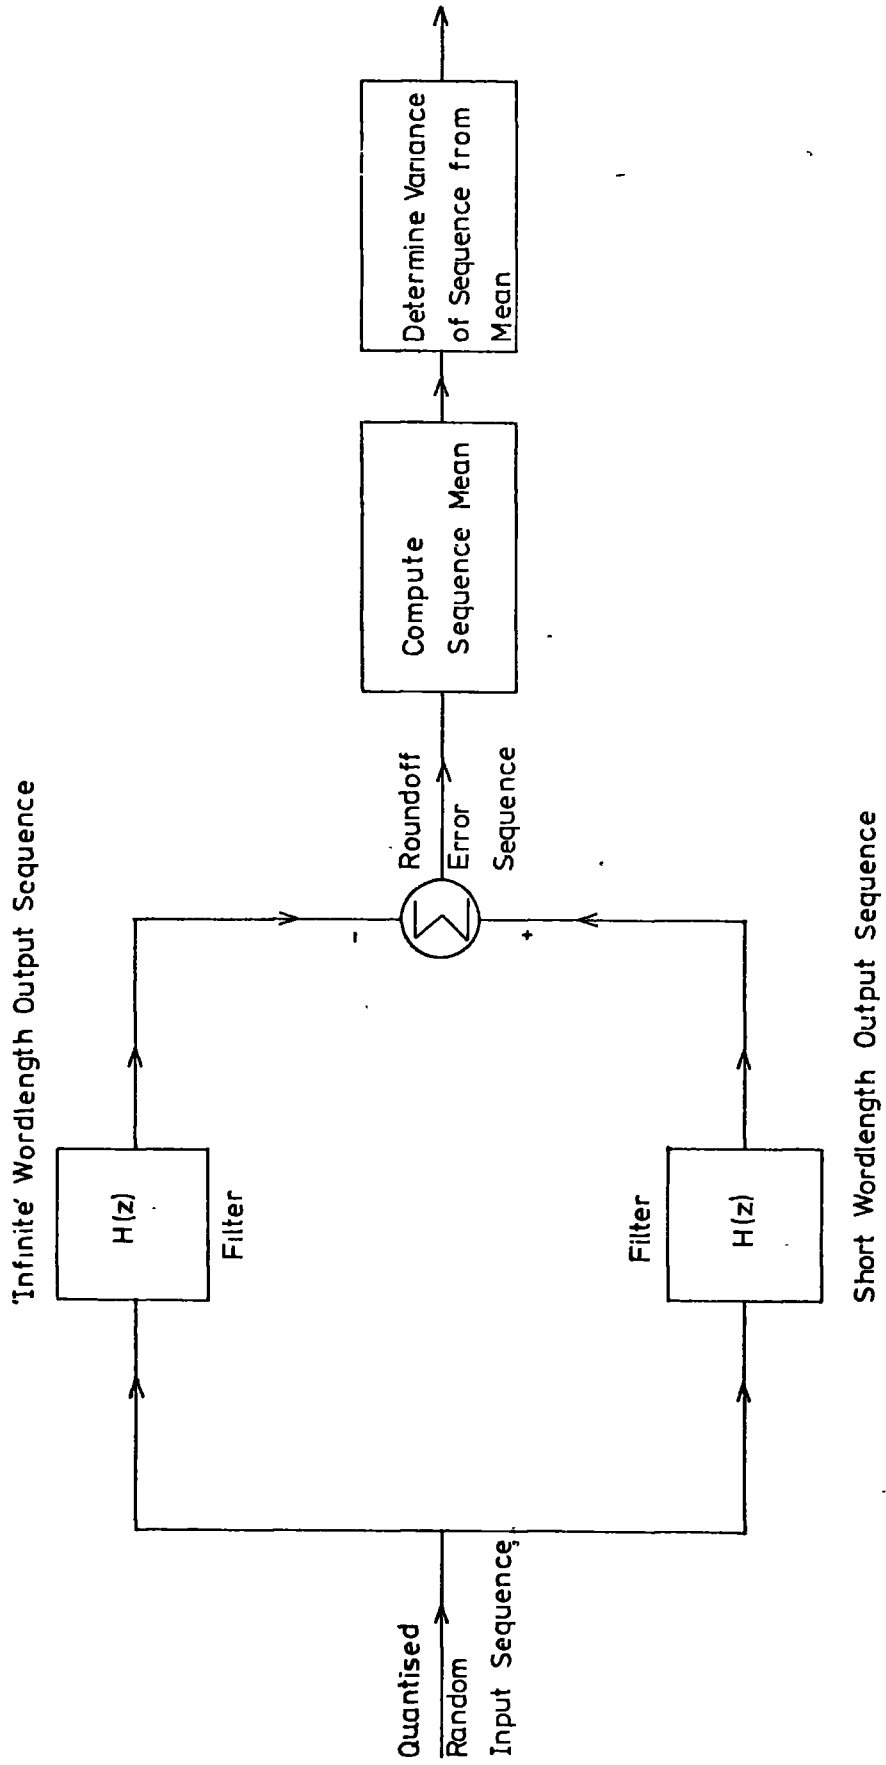 'Infinite' Wordlength Output Sequence
Quantised
Random
Input Sequence
H(z)
Filter
Filter
H(z)
-
+
Σ
Roundoff
Error
Sequence
Compute
Sequence Mean
Determine Variance
of Sequence from
Mean
Short Wordlength Output Sequence